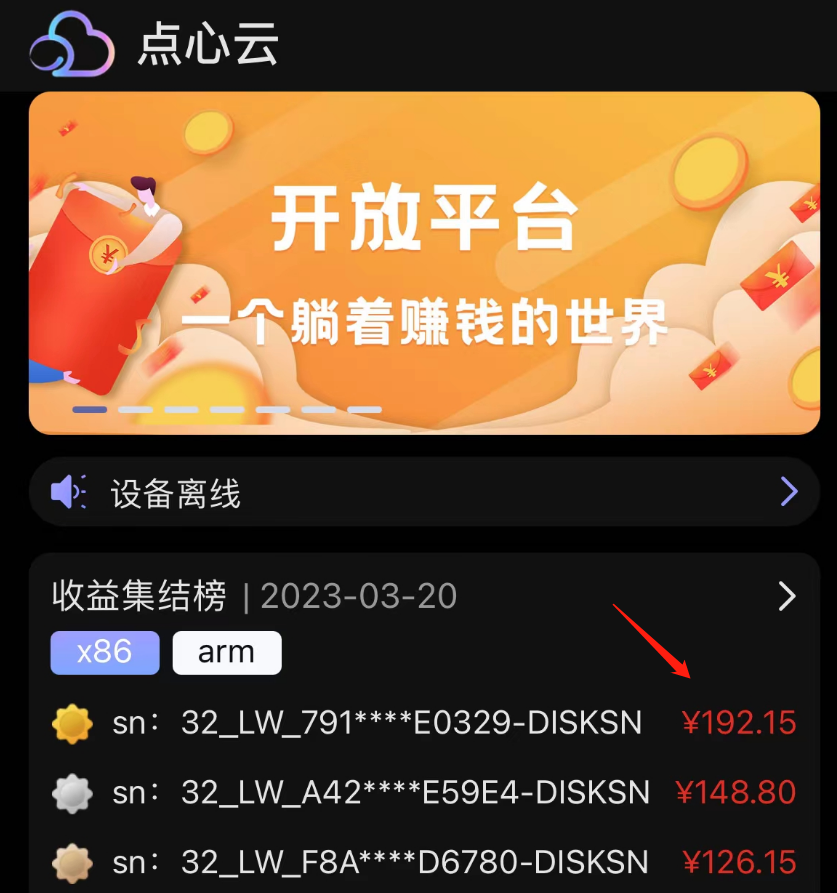 点心云
开放平台
一个躺着赚钱的世界
设备离线
收益集结榜 | 2023-03-20
x86 arm
sn: 32_LW_791****E0329-DISKSN ¥192.15
sn: 32_LW_A42****E59E4-DISKSN ¥148.80
sn: 32_LW_F8A****D6780-DISKSN ¥126.15